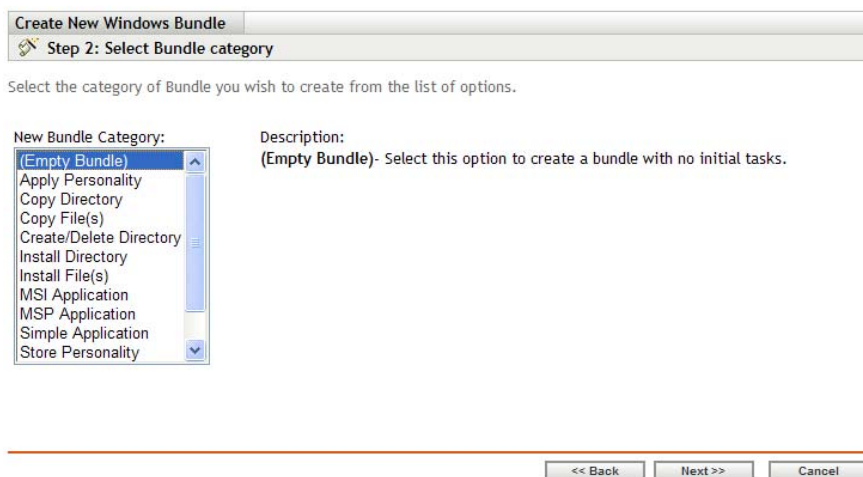 Create New Windows Bundle
Step 2: Select Bundle category
Select the category of Bundle you wish to create from the list of options.
New Bundle Category:
(Empty Bundle)
Apply Personality
Copy Directory
Copy File(s)
Create/Delete Directory
Install Directory
Install File(s)
MSI Application
MSP Application
Simple Application
Store Personality
Description:
(Empty Bundle)- Select this option to create a bundle with no initial tasks.
<< Back
Next >>
Cancel